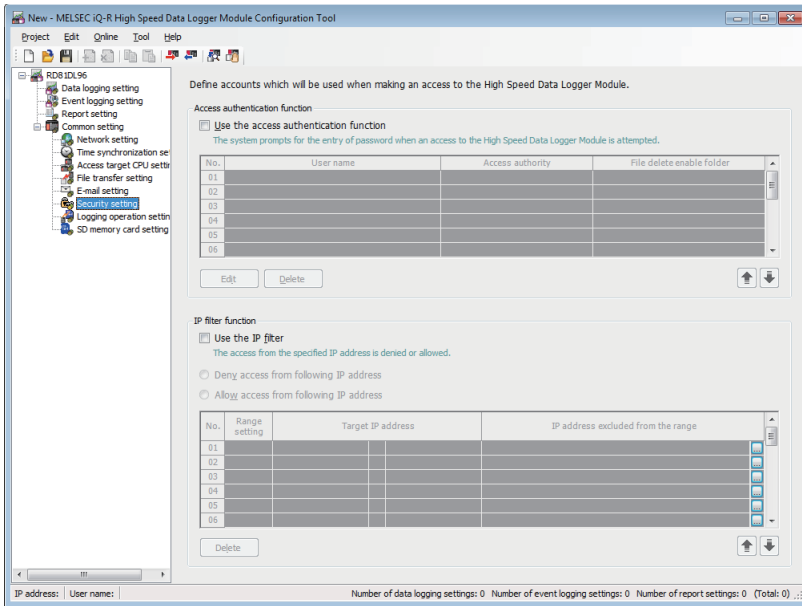 New - MELSEC iQ-R High Speed Data Logger Module Configuration Tool
Project Edit Online Tool Help
RD81DL96
Data logging setting
Event logging setting
Report setting
Common setting
Network setting
Time synchronization se
Access target CPU settin
File transfer setting
E-mail setting
Security setting
Logging operation settin
SD memory card setting
Define accounts which will be used when making an access to the High Speed Data Logger Module.
Access authentication function
Use the access authentication function
The system prompts for the entry of password when an access to the High Speed Data Logger Module is attempted.
No. User name Access authority File delete enable folder
01
02
03
04
05
06
Edit Delete
IP filter function
Use the IP filter
The access from the specified IP address is denied or allowed.
Deny access from following IP address
Allow access from following IP address
No. Range setting Target IP address IP address excluded from the range
01 ...
02 ...
03 ...
04 ...
05 ...
06 ...
Delete
IP address: User name: Number of data logging settings: 0 Number of event logging settings: 0 Number of report settings: 0 (Total: 0)